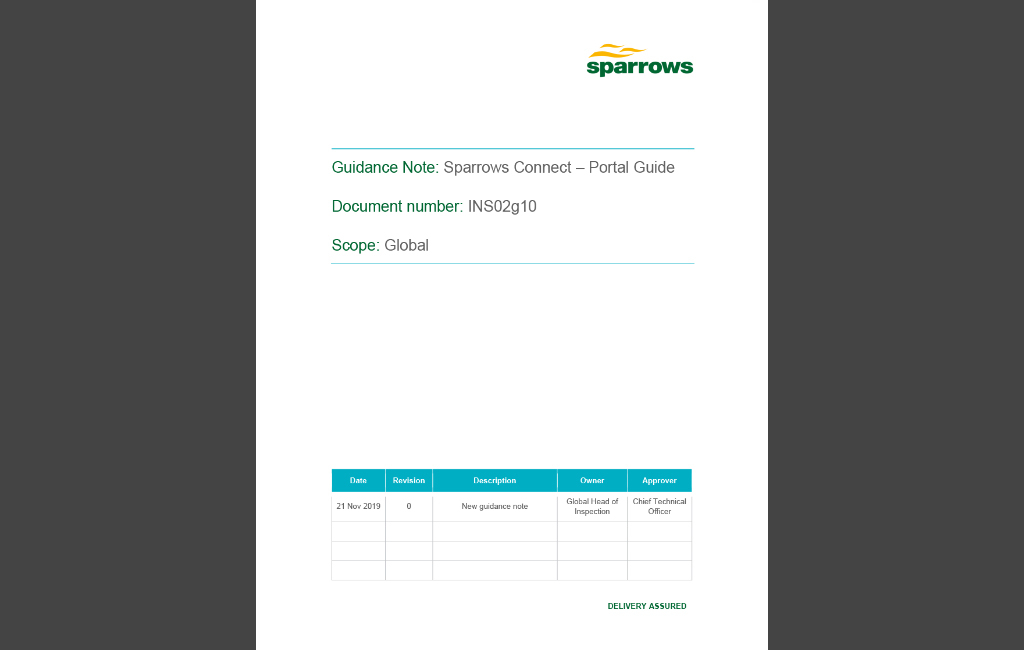 sparrows
Guidance Note: Sparrows Connect – Portal Guide
Document number: INS02g10
Scope: Global
Date Revision Description Owner Approver
21 Nov 2019 0 New guidance note Global Head of Inspection Chief Technical Officer
DELIVERY ASSURED